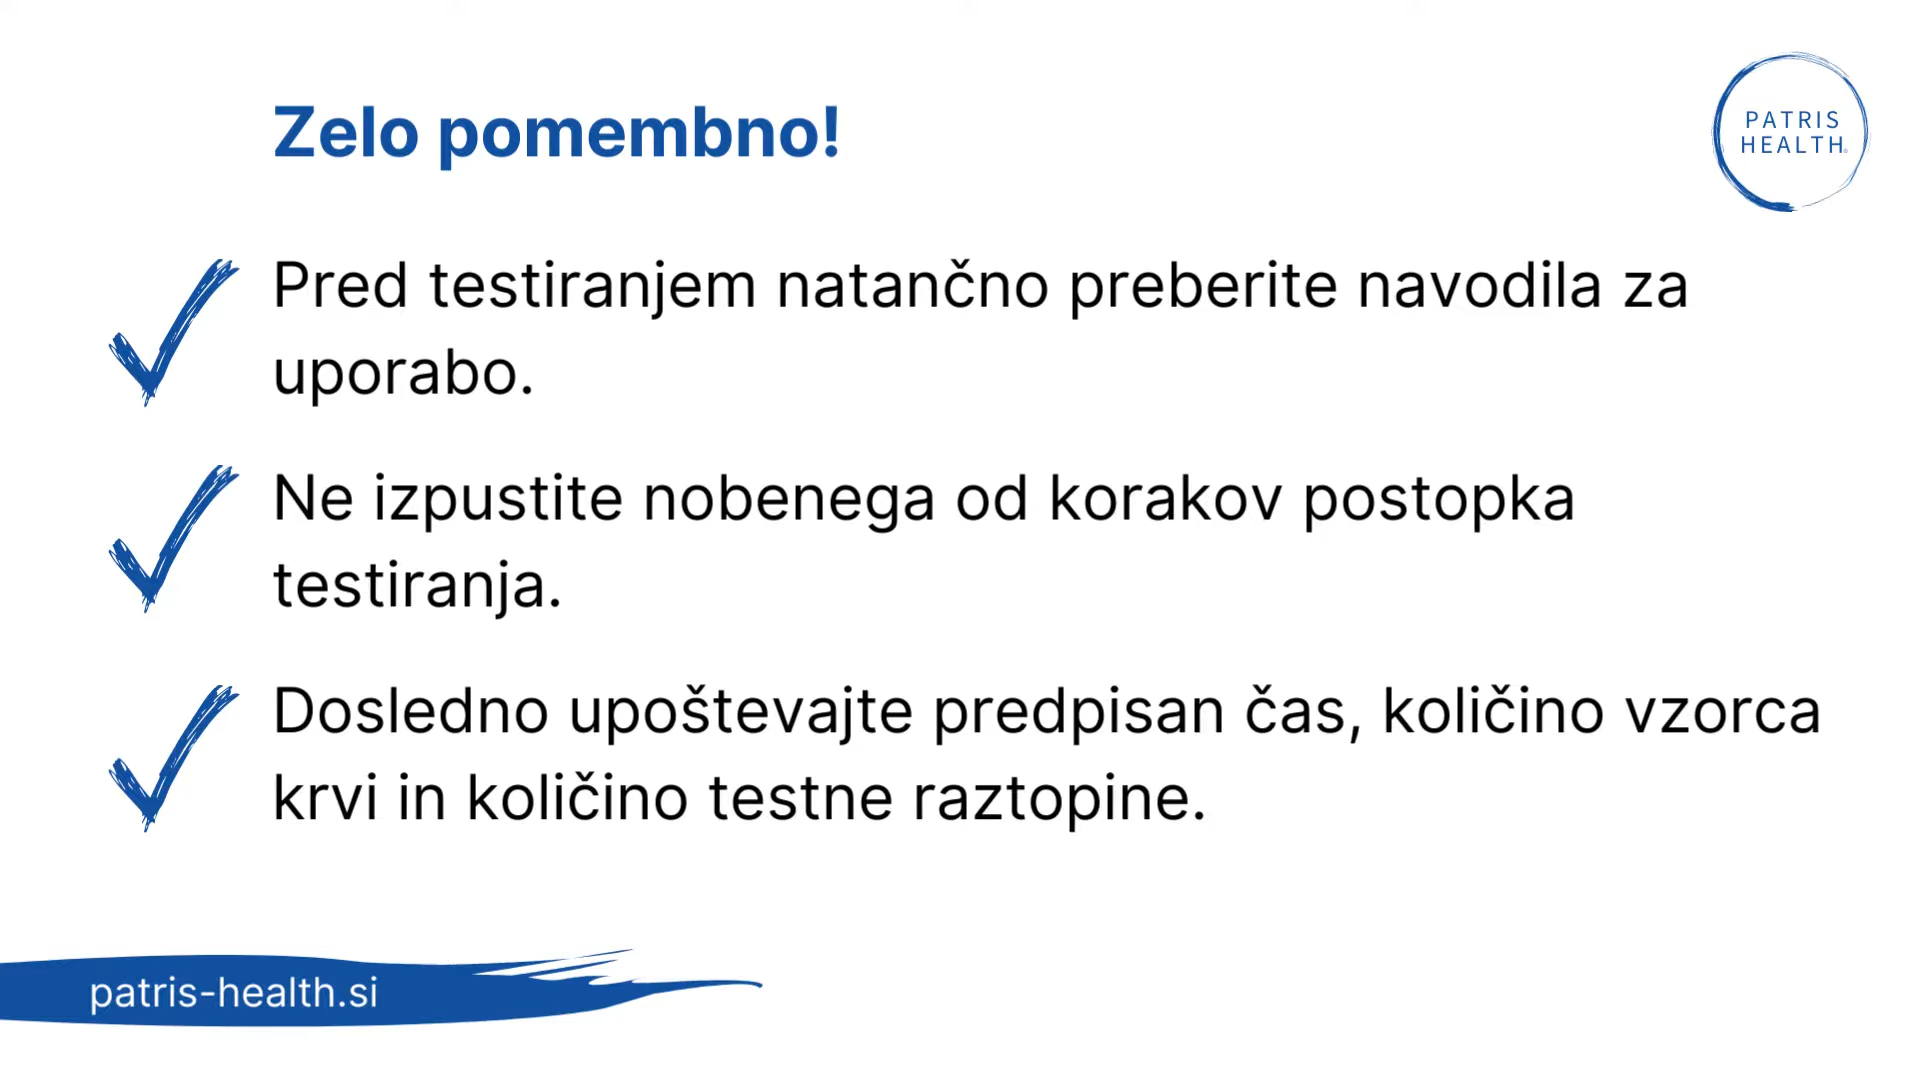 Zelo pomembno!
PATRIS
HEALTH®
Pred testiranjem natančno preberite navodila za
uporabo.
Ne izpustite nobenega od korakov postopka
testiranja.
Dosledno upoštevajte predpisan čas, količino vzorca
krvi in količino testne raztopine.
patris-health.si